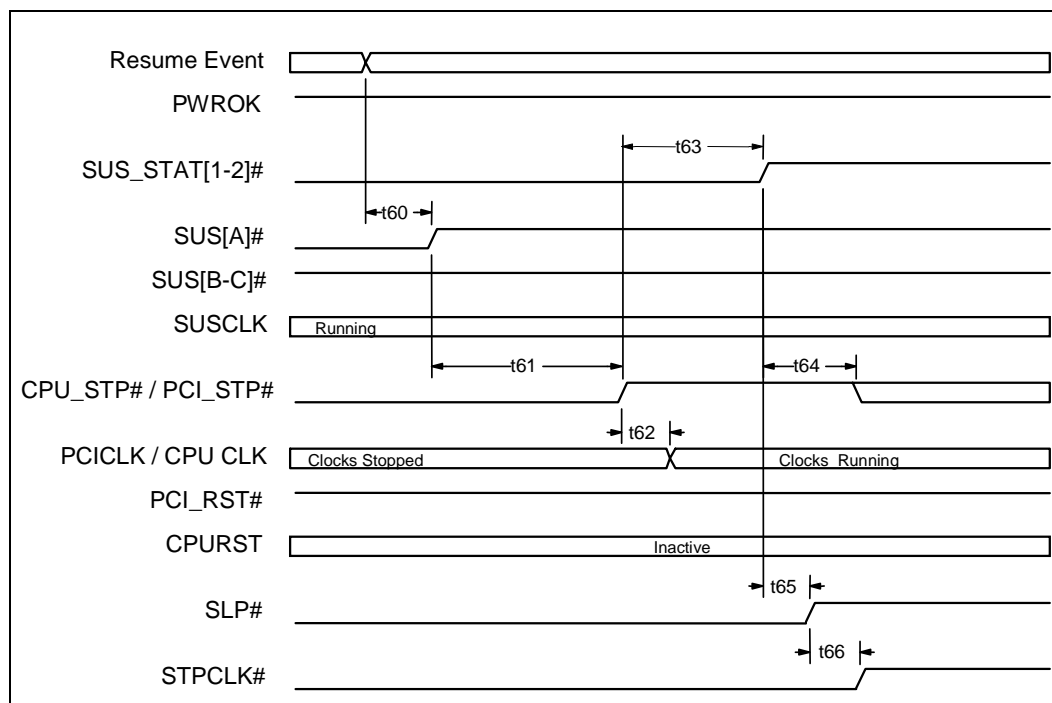 Resume Event
PWROK
t63
SUS_STAT[1-2]#
t60
SUS[A]#
SUS[B-C]#
SUSCLK
Running
t61
t64
CPU_STP# / PCI_STP#
t62
PCICLK / CPU CLK
Clocks Stopped
Clocks Running
PCI_RST#
CPURST
Inactive
t65
SLP#
t66
STPCLK#